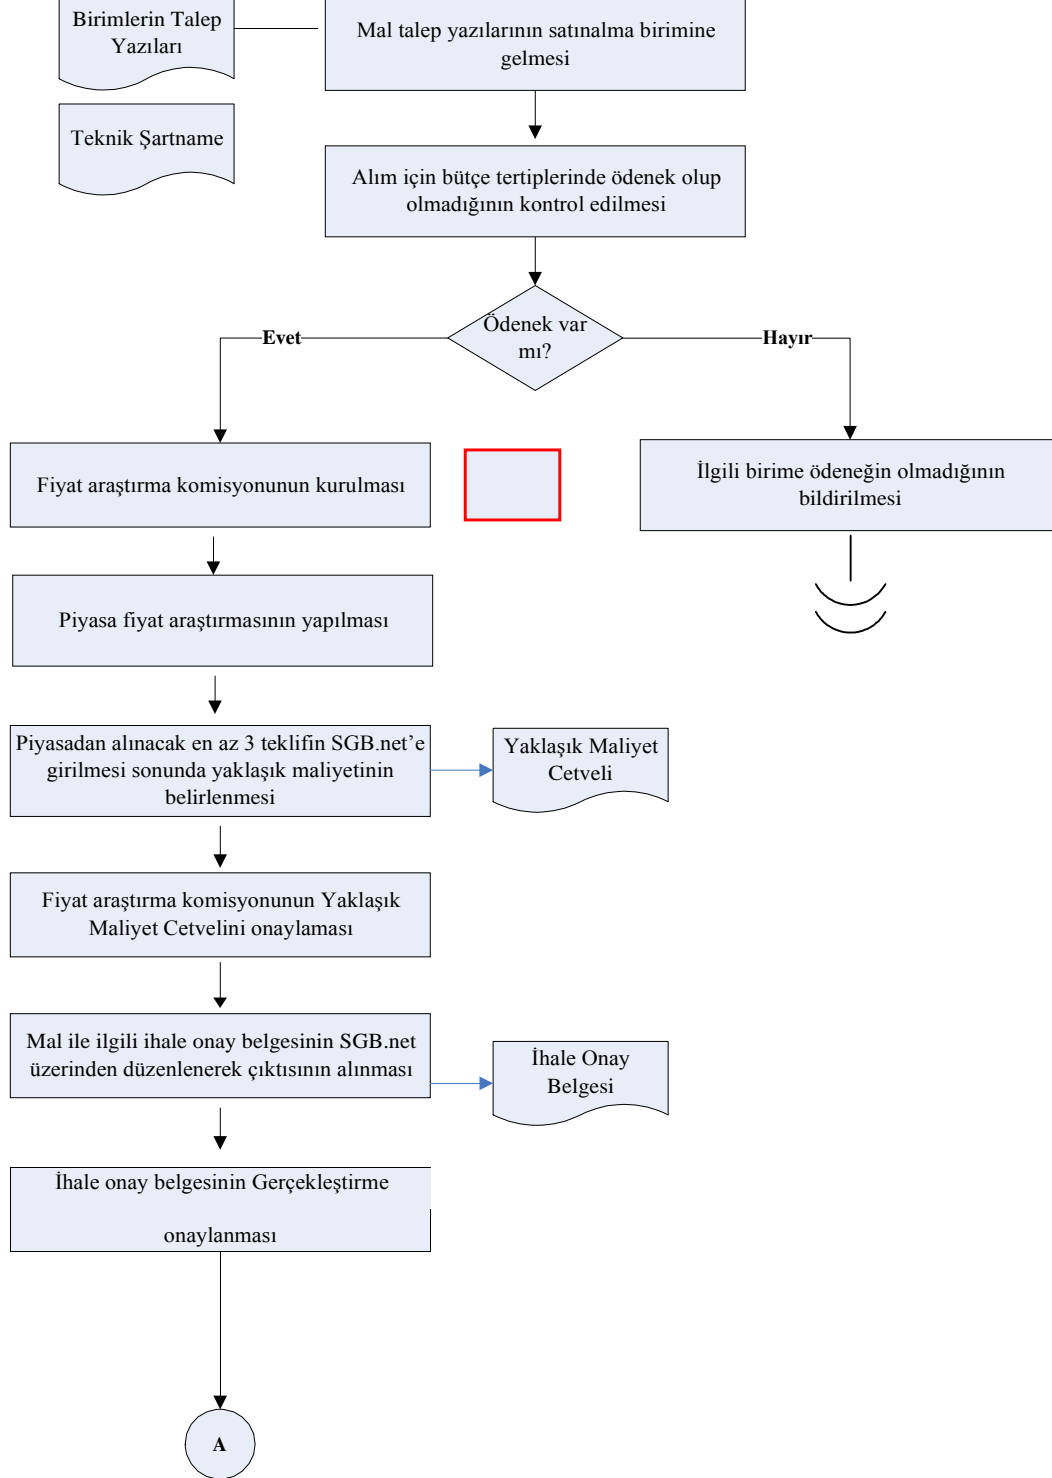 Birimlerin Talep
Yazıları
Mal talep yazılarının satınalma birimine
gelmesi
Teknik Şartname
Alım için bütçe tertiplerinde ödenek olup
olmadığının kontrol edilmesi
Ödenek var
mı?
Evet
Hayır
Fiyat araştırma komisyonunun kurulması
İlgili birime ödeneğin olmadığının
bildirilmesi
Piyasa fiyat araştırmasının yapılması
Piyasadan alınacak en az 3 teklifin SGB.net’e
girilmesi sonunda yaklaşık maliyetinin
belirlenmesi
Yaklaşık Maliyet
Cetveli
Fiyat araştırma komisyonunun Yaklaşık
Maliyet Cetvelini onaylaması
Mal ile ilgili ihale onay belgesinin SGB.net
üzerinden düzenlenerek çıktısının alınması
İhale Onay
Belgesi
İhale onay belgesinin Gerçekleştirme
onaylanması
A